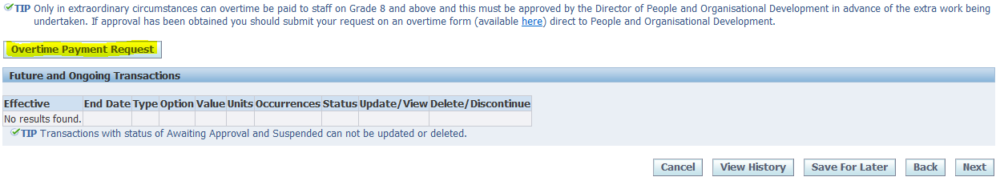 TIP Only in extraordinary circumstances can overtime be paid to staff on Grade 8 and above and this must be approved by the Director of People and Organisational Development in advance of the extra work being
undertaken. If approval has been obtained you should submit your request on an overtime form (available here) direct to People and Organisational Development.
Overtime Payment Request
Future and Ongoing Transactions
Effective End Date Type Option Value Units Occurrences Status Update/View Delete/Discontinue
No results found.
TIP Transactions with status of Awaiting Approval and Suspended can not be updated or deleted.
Cancel View History Save For Later Back Next